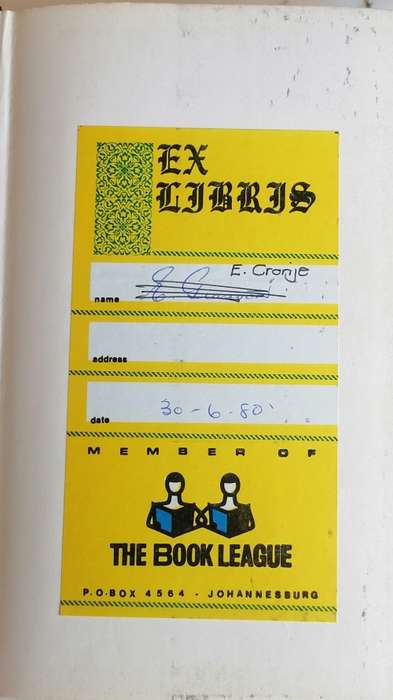 EX
LIBRIS
E. Cronje
name
address
30-6-80
date
MEMBER OF
THE BOOK LEAGUE
P.O.BOX 4564 - JOHANNESBURG